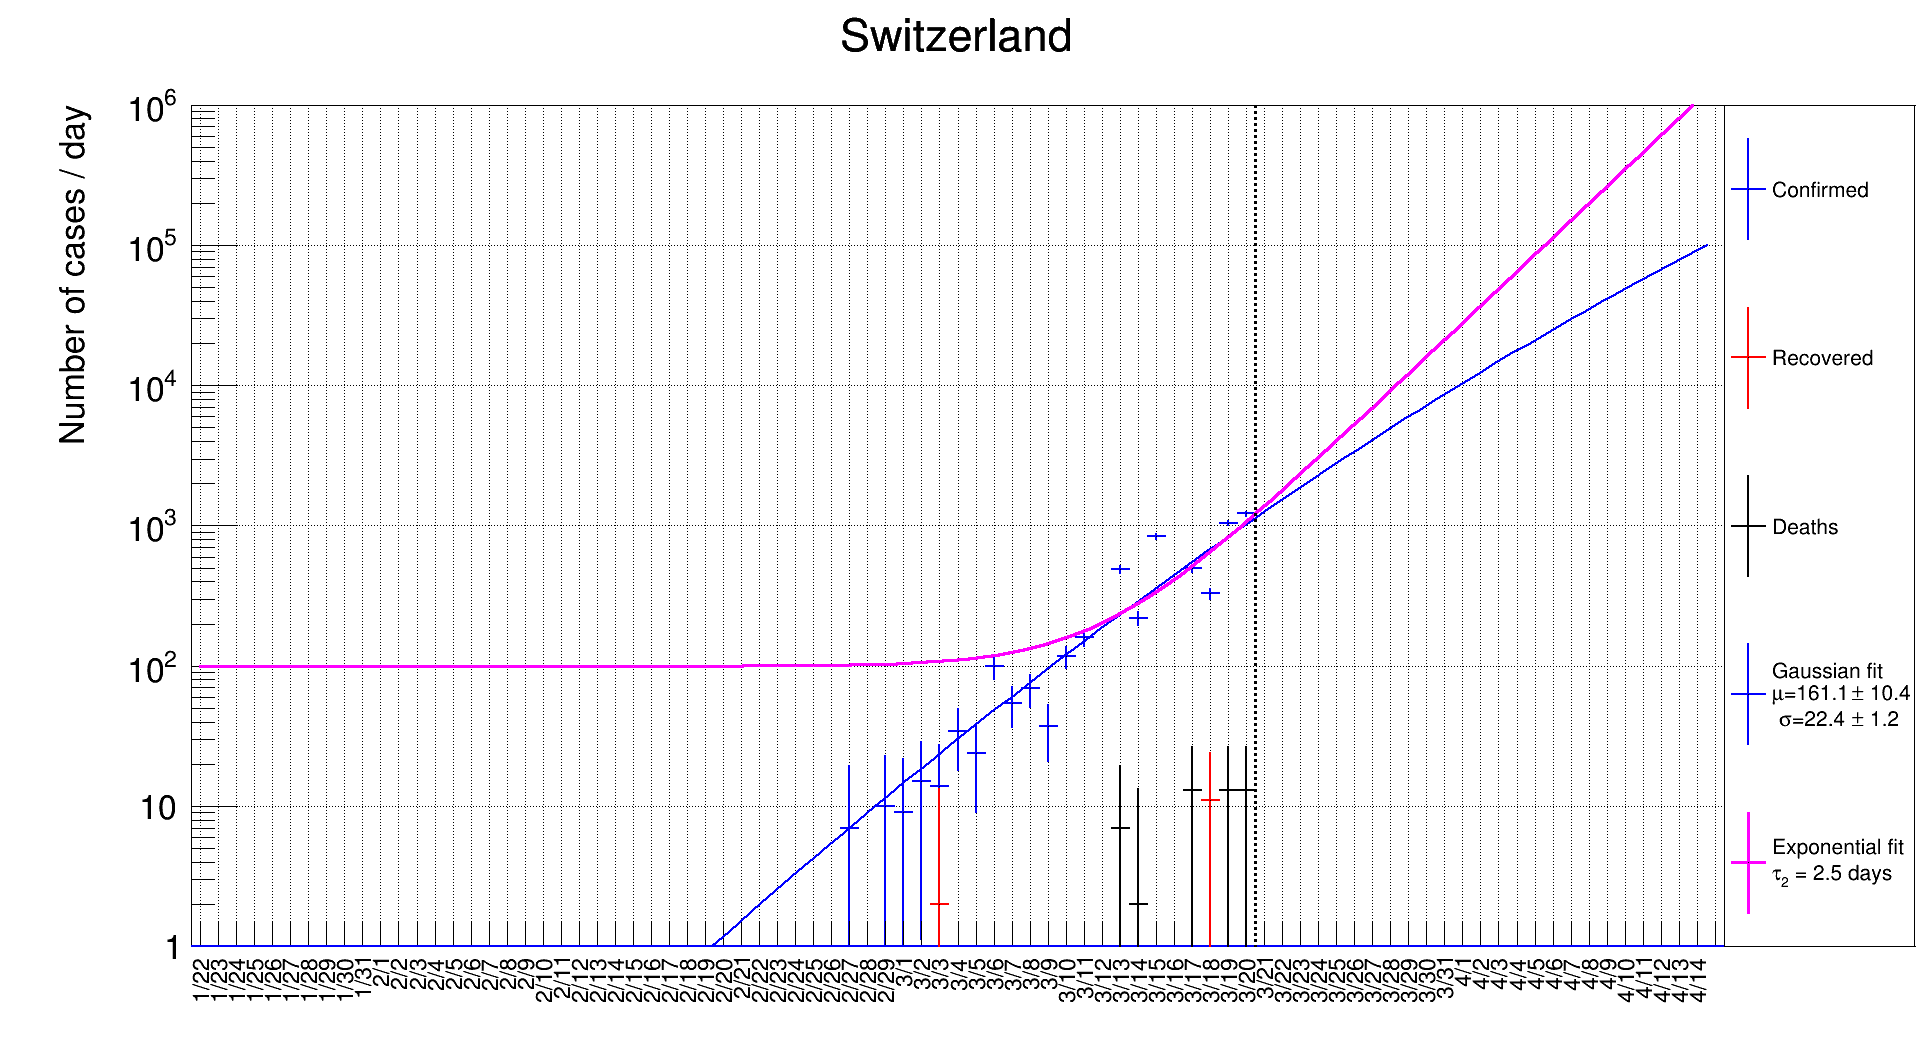 Switzerland
Number of cases / day
10^6
10^5
10^4
10^3
10^2
10
1
1/22 1/23 1/24 1/25 1/26 1/27 1/28 1/29 1/30 1/31 2/1 2/2 2/3 2/4 2/5 2/6 2/7 2/8 2/9 2/10 2/11 2/12 2/13 2/14 2/15 2/16 2/17 2/18 2/19 2/20 2/21 2/22 2/23 2/24 2/25 2/26 2/27 2/28 2/29 3/1 3/2 3/3 3/4 3/5 3/6 3/7 3/8 3/9 3/10 3/11 3/12 3/13 3/14 3/15 3/16 3/17 3/18 3/19 3/20 3/21 3/22 3/23 3/24 3/25 3/26 3/27 3/28 3/29 3/30 3/31 4/1 4/2 4/3 4/4 4/5 4/6 4/7 4/8 4/9 4/10 4/11 4/12 4/13 4/14
Confirmed
Recovered
Deaths
Gaussian fit
μ=161.1 ± 10.4
σ=22.4 ± 1.2
Exponential fit
τ₂ = 2.5 days